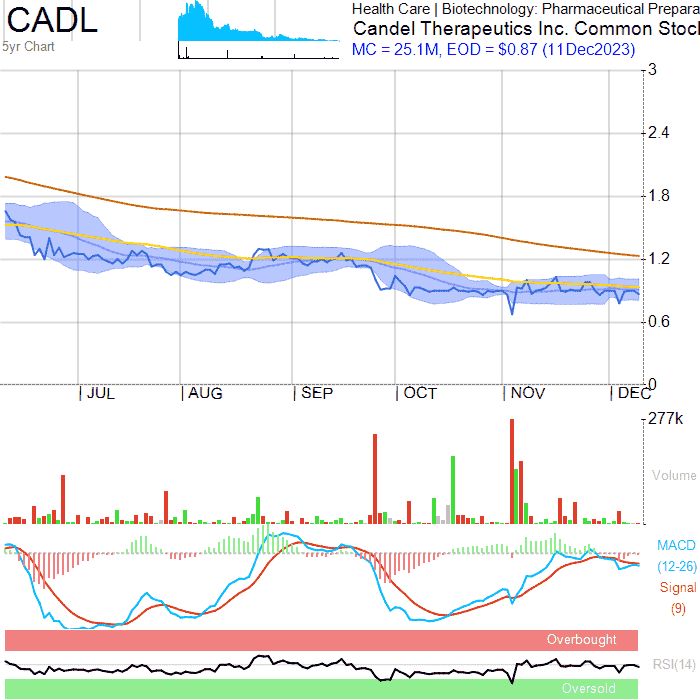 CADL
5yr Chart
Health Care | Biotechnology: Pharmaceutical Prepara
Candel Therapeutics Inc. Common Stock
MC = 25.1M, EOD = $0.87 (11Dec2023)
3
2.4
1.8
1.2
0.6
0
JUL
AUG
SEP
OCT
NOV
DEC
277k
Volume
MACD
(12-26)
Signal
(9)
Overbought
RSI(14)
Oversold